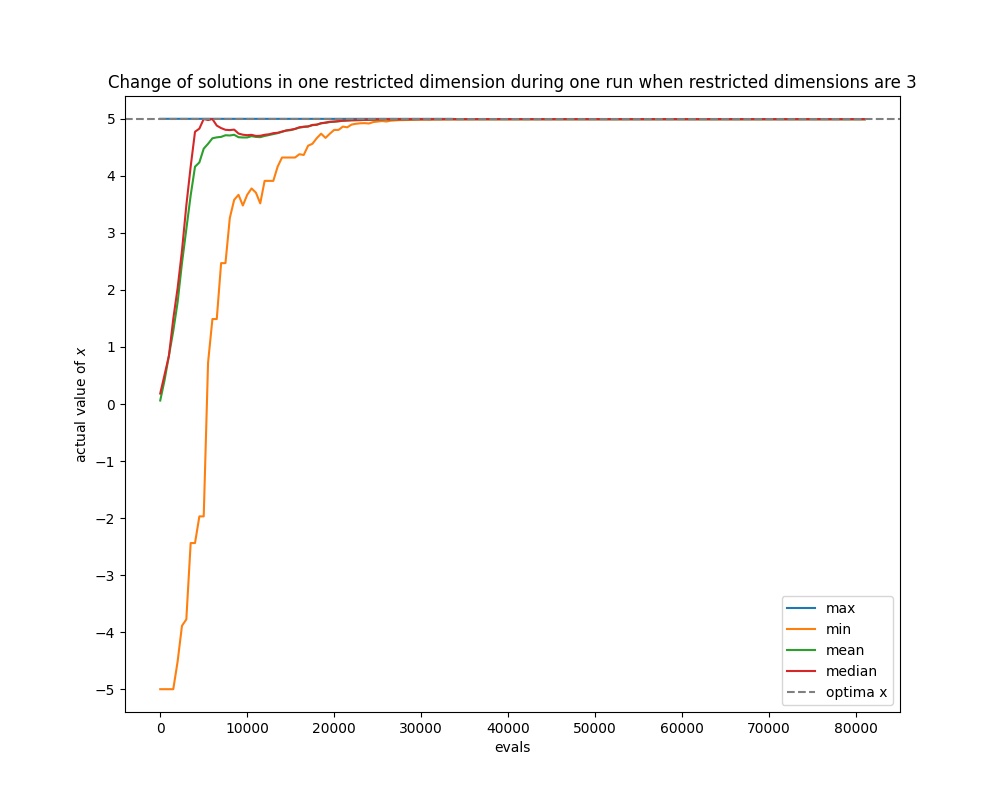 Change of solutions in one restricted dimension during one run when restricted dimensions are 3
5
4
3
2
1
0
−1
−2
−3
−4
−5
actual value of x
0 10000 20000 30000 40000 50000 60000 70000 80000
evals
max
min
mean
median
optima x